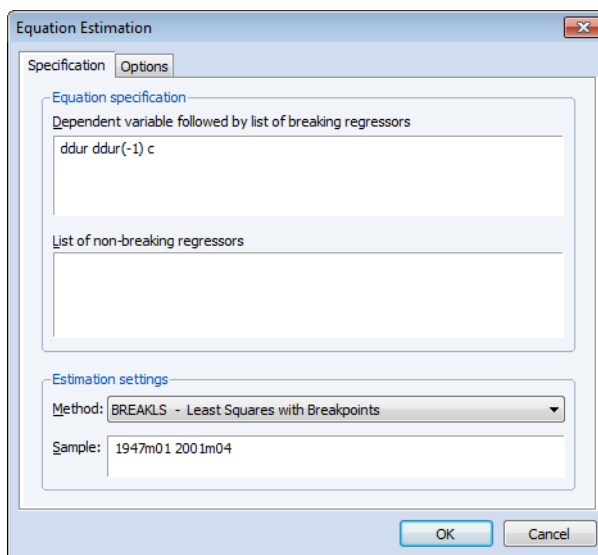 Equation Estimation
Specification Options
Equation specification
Dependent variable followed by list of breaking regressors
ddur ddur(-1) c
List of non-breaking regressors
Estimation settings
Method: BREAKLS - Least Squares with Breakpoints
Sample: 1947m01 2001m04
OK Cancel